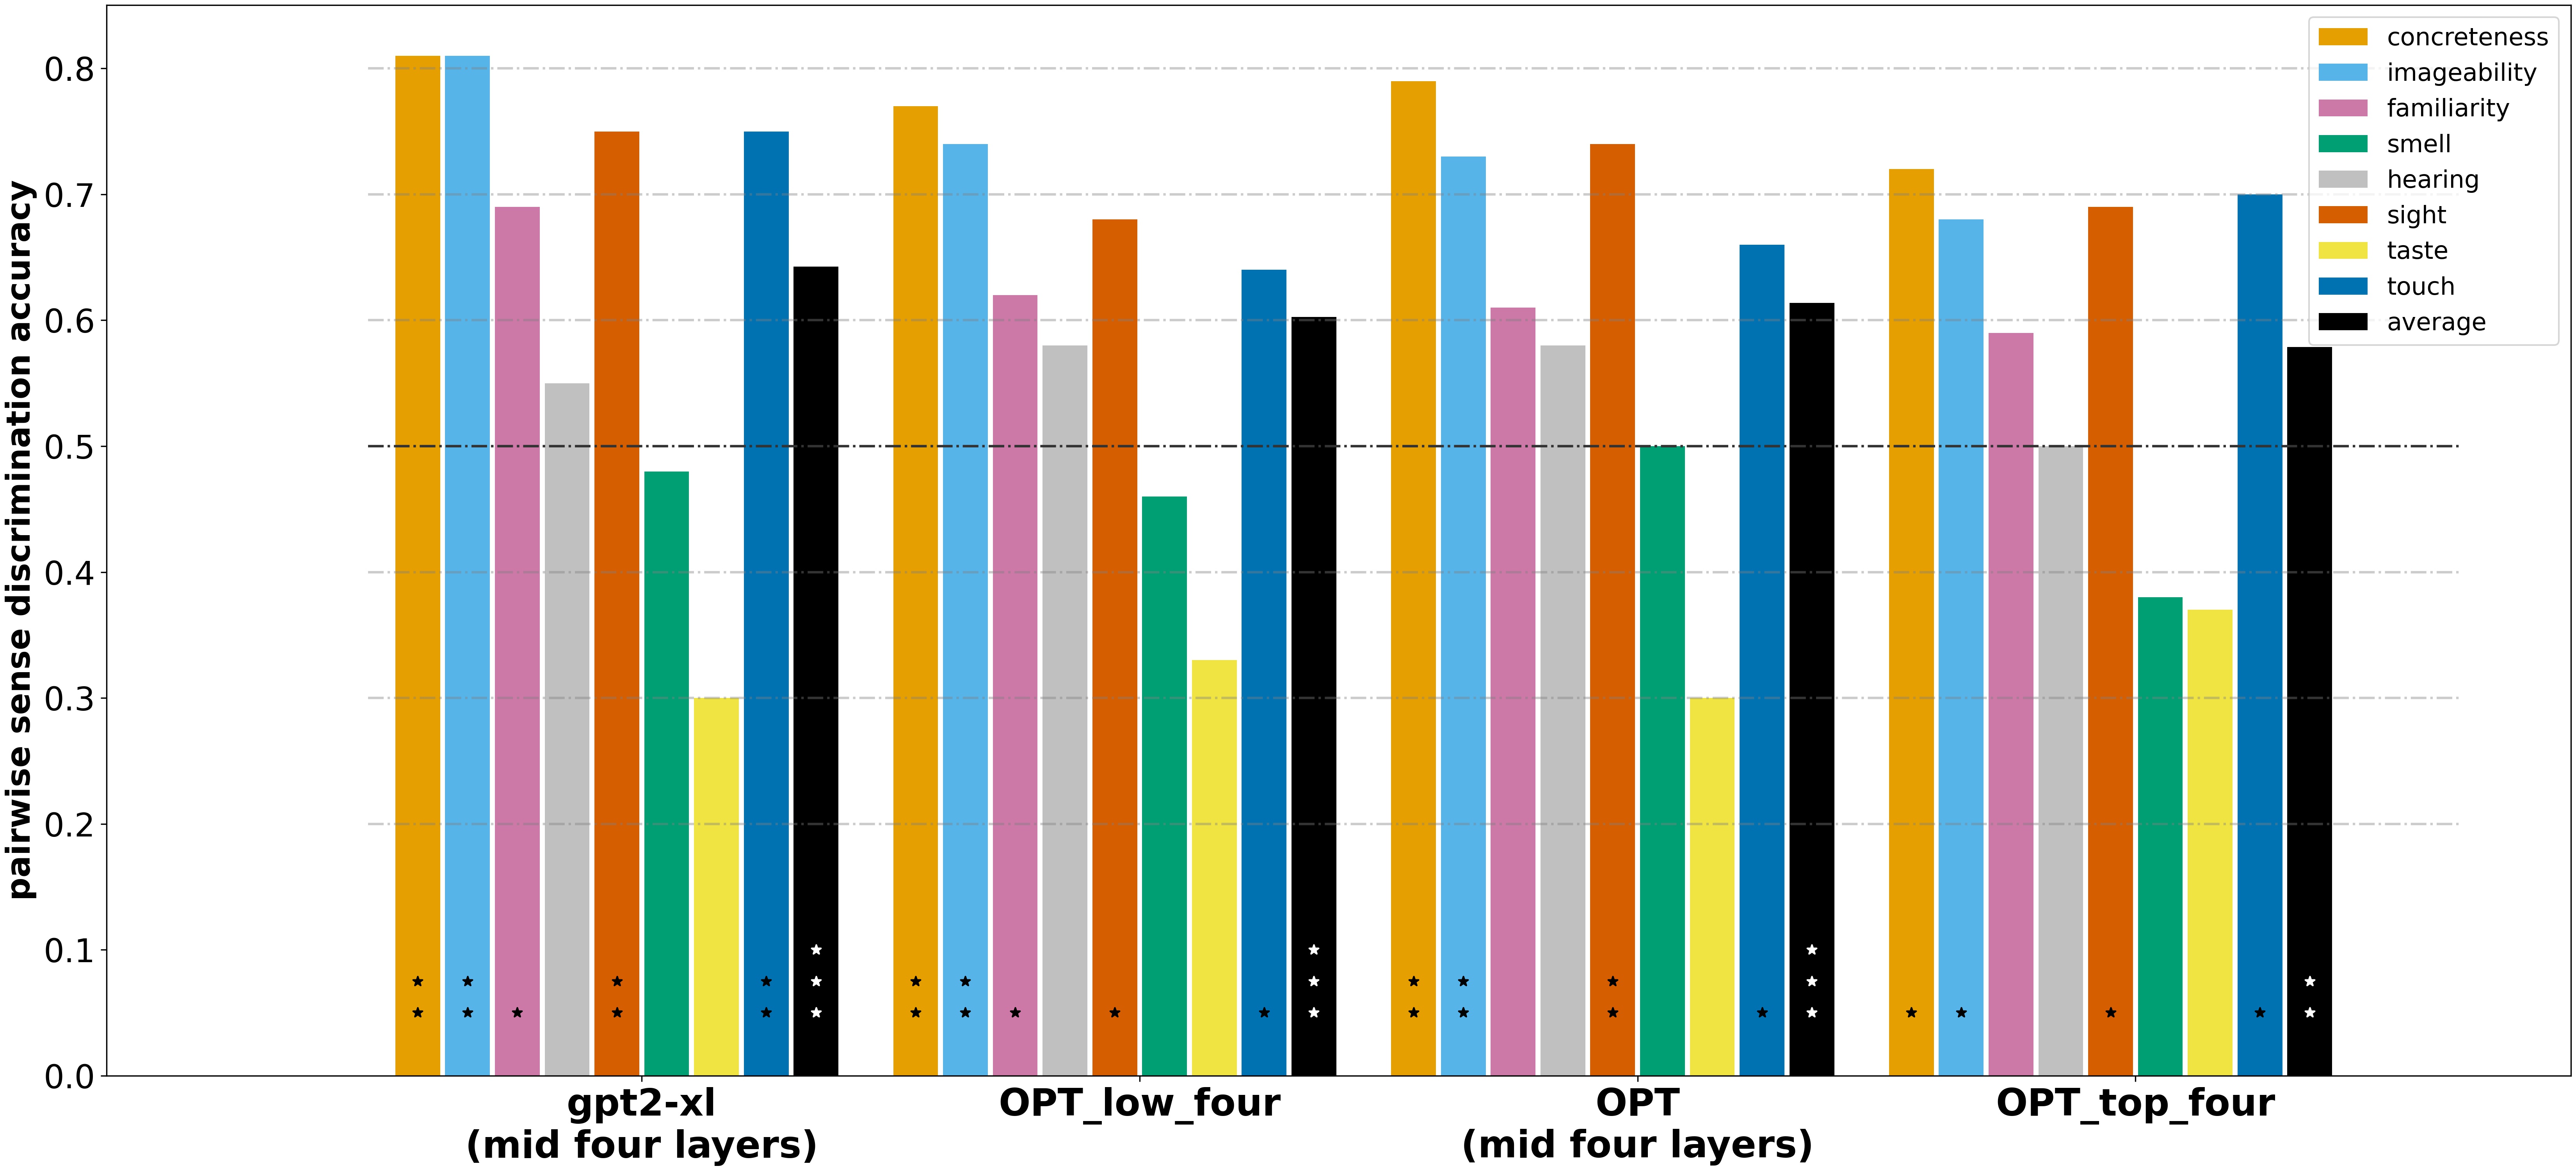 pairwise sense discrimination accuracy
0.8
0.7
0.6
0.5
0.4
0.3
0.2
0.1
0.0
concreteness
imageability
familiarity
smell
hearing
sight
taste
touch
average
gpt2-xl
(mid four layers)
OPT_low_four
OPT
(mid four layers)
OPT_top_four